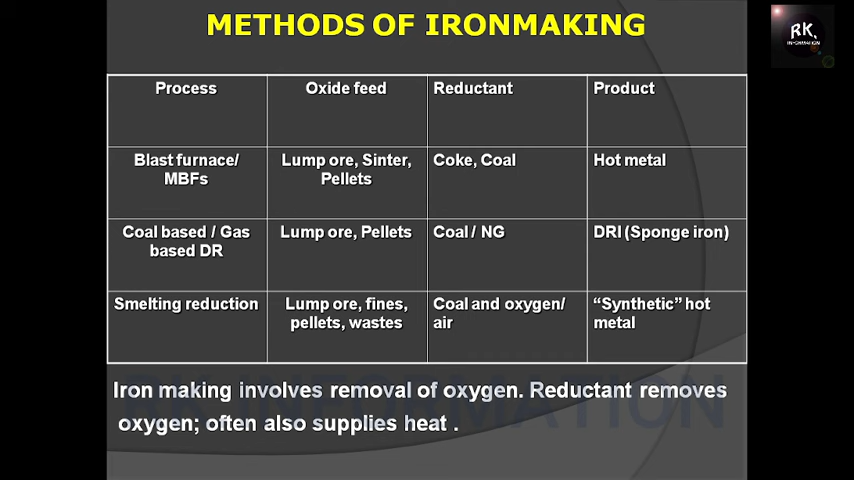 METHODS OF IRONMAKING
RK
INFORMATION
Process
Oxide feed
Reductant
Product
Blast furnace/
MBFs
Lump ore, Sinter,
Pellets
Coke, Coal
Hot metal
Coal based / Gas
based DR
Lump ore, Pellets
Coal / NG
DRI (Sponge iron)
Smelting reduction
Lump ore, fines,
pellets, wastes
Coal and oxygen/
air
“Synthetic” hot
metal
Iron making involves removal of oxygen. Reductant removes
oxygen; often also supplies heat .
RK INFORMATION